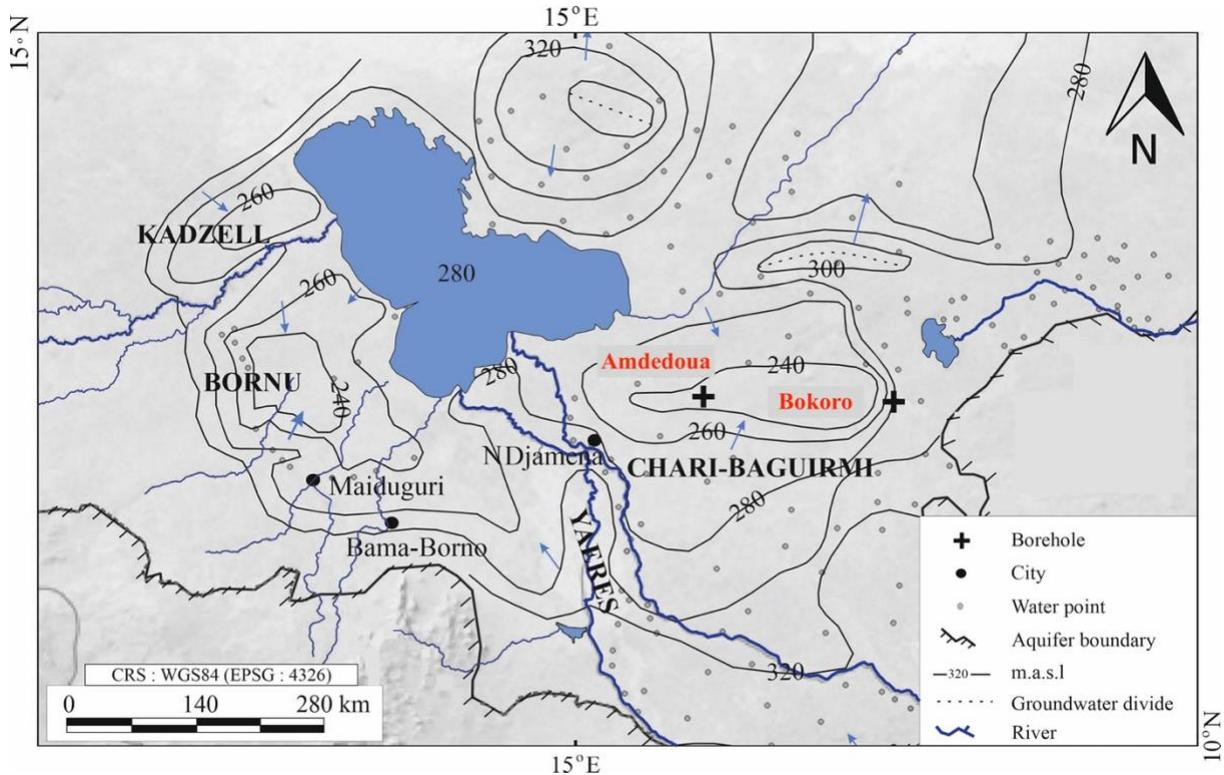 15°E
15°N
320
280
260
KADZELL
280
300
260
Amdedoua
240
280
BORNU
240
Bokoro
260
NDjamena
CHARI-BAGUIRMI
Maiduguri
280
YAERES
Bama-Borno
320
N
Borehole
City
Water point
Aquifer boundary
320 m.a.s.l
Groundwater divide
River
CRS : WGS84 (EPSG : 4326)
0 140 280 km
15°E
10°N